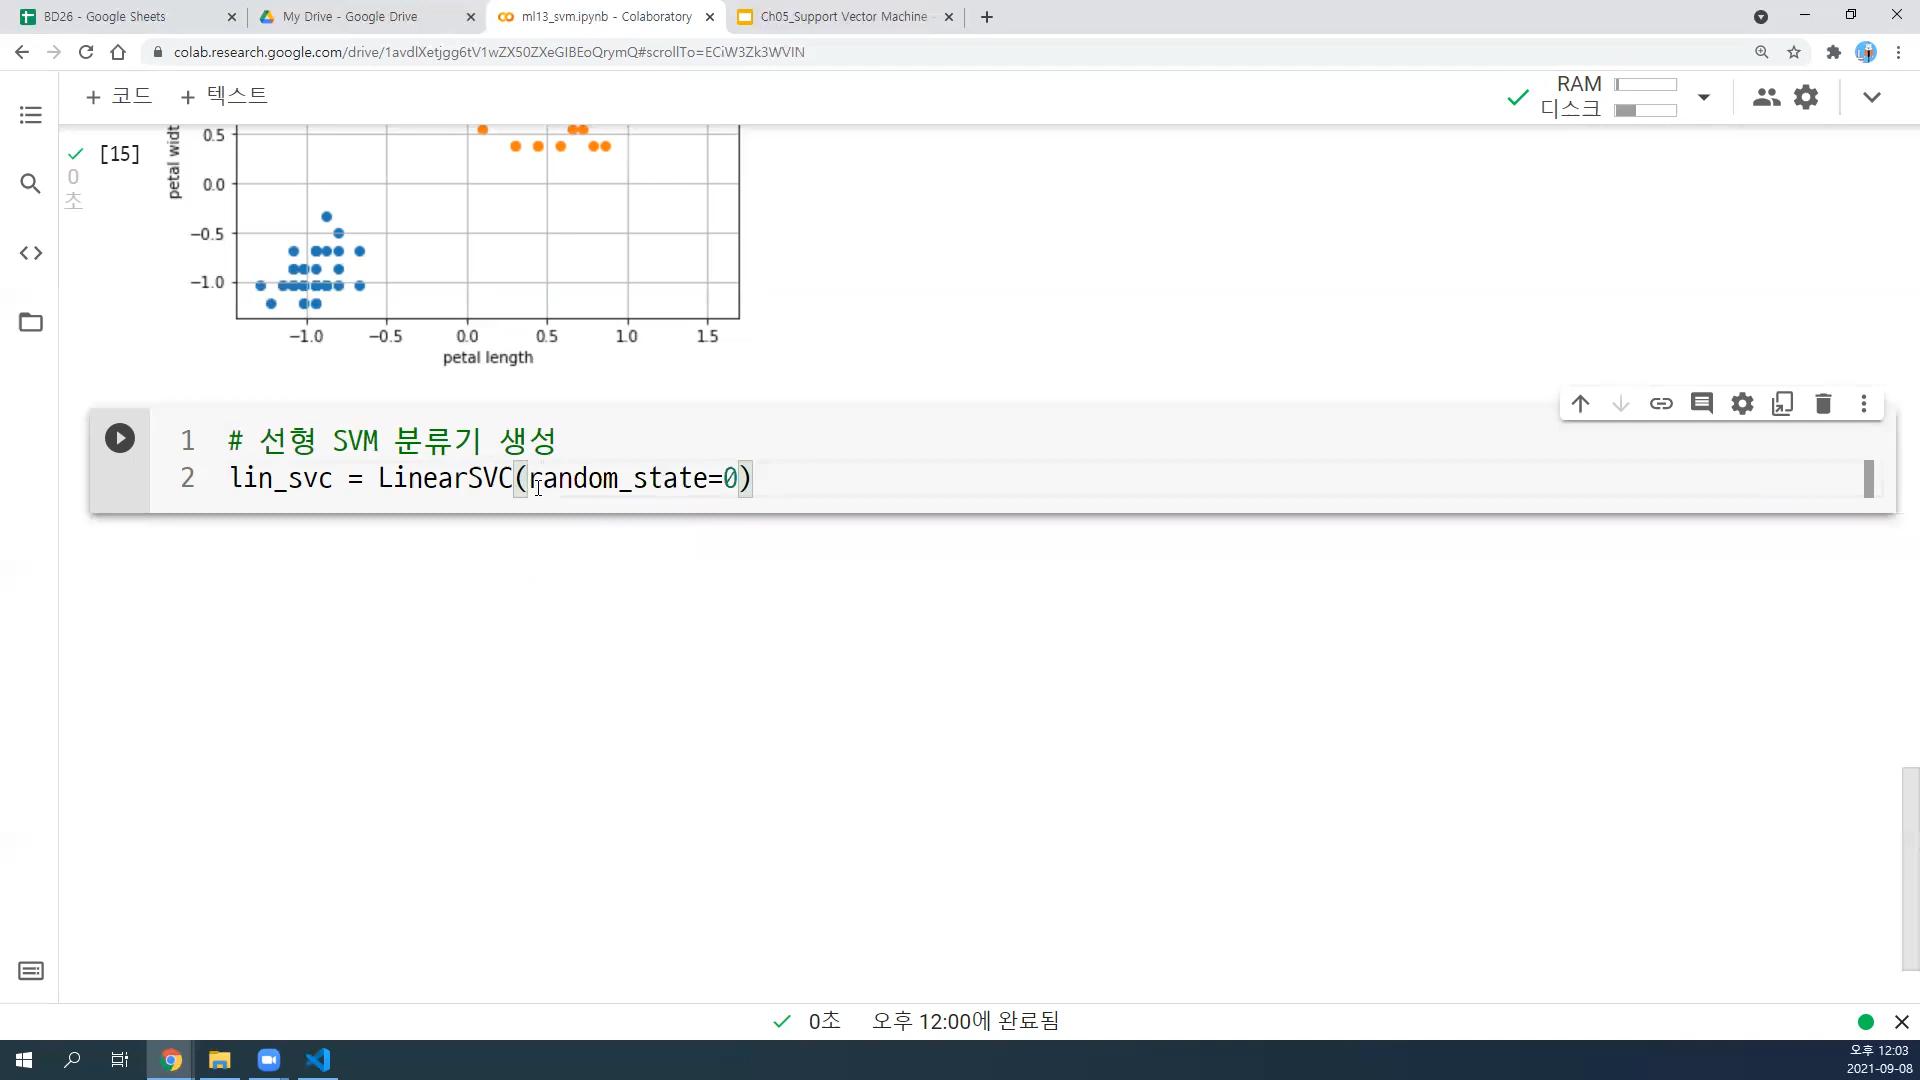 BD26 - Google Sheets
My Drive - Google Drive
ml13_svm.ipynb - Colaboratory
Ch05_Support Vector Machine
colab.research.google.com/drive/1avdlXetjgg6tV1wZX50ZXeGIBEoQrymQ#scrollTo=ECiW3Zk3WVIN
+ 코드
+ 텍스트
RAM
디스크
[15]
0
초
petal widt
0.5
0.0
−0.5
−1.0
−1.0 −0.5 0.0 0.5 1.0 1.5
petal length
1 # 선형 SVM 분류기 생성
2 lin_svc = LinearSVC(random_state=0)
0초 오후 12:00에 완료됨
오후 12:03
2021-09-08